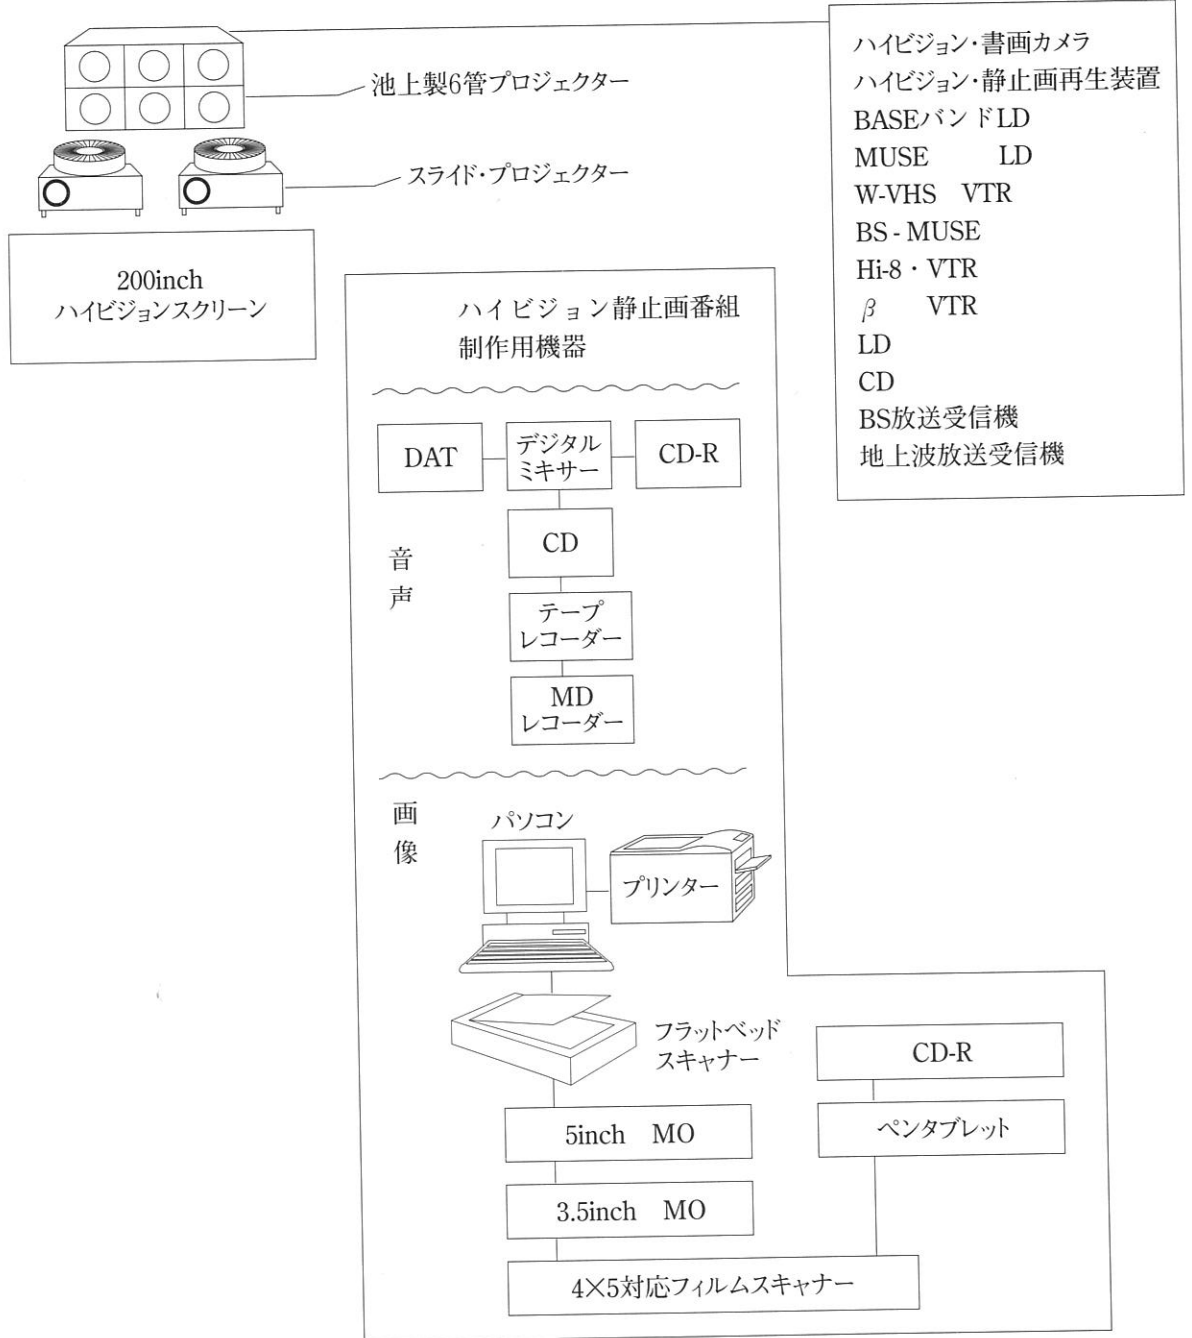 池上製6管プロジェクター
スライド・プロジェクター
200inch
ハイビジョンスクリーン
ハイビジョン・書画カメラ
ハイビジョン・静止画再生装置
BASEバンドLD
MUSE LD
W-VHS VTR
BS - MUSE
Hi-8・VTR
β VTR
LD
CD
BS放送受信機
地上波放送受信機
ハイビジョン静止画番組
制作用機器
DAT
デジタル
ミキサー
CD-R
CD
音
声
テープ
レコーダー
MD
レコーダー
画
像
パソコン
プリンター
フラットベッド
スキャナー
CD-R
5inch MO
ペンタブレット
3.5inch MO
4×5対応フィルムスキャナー